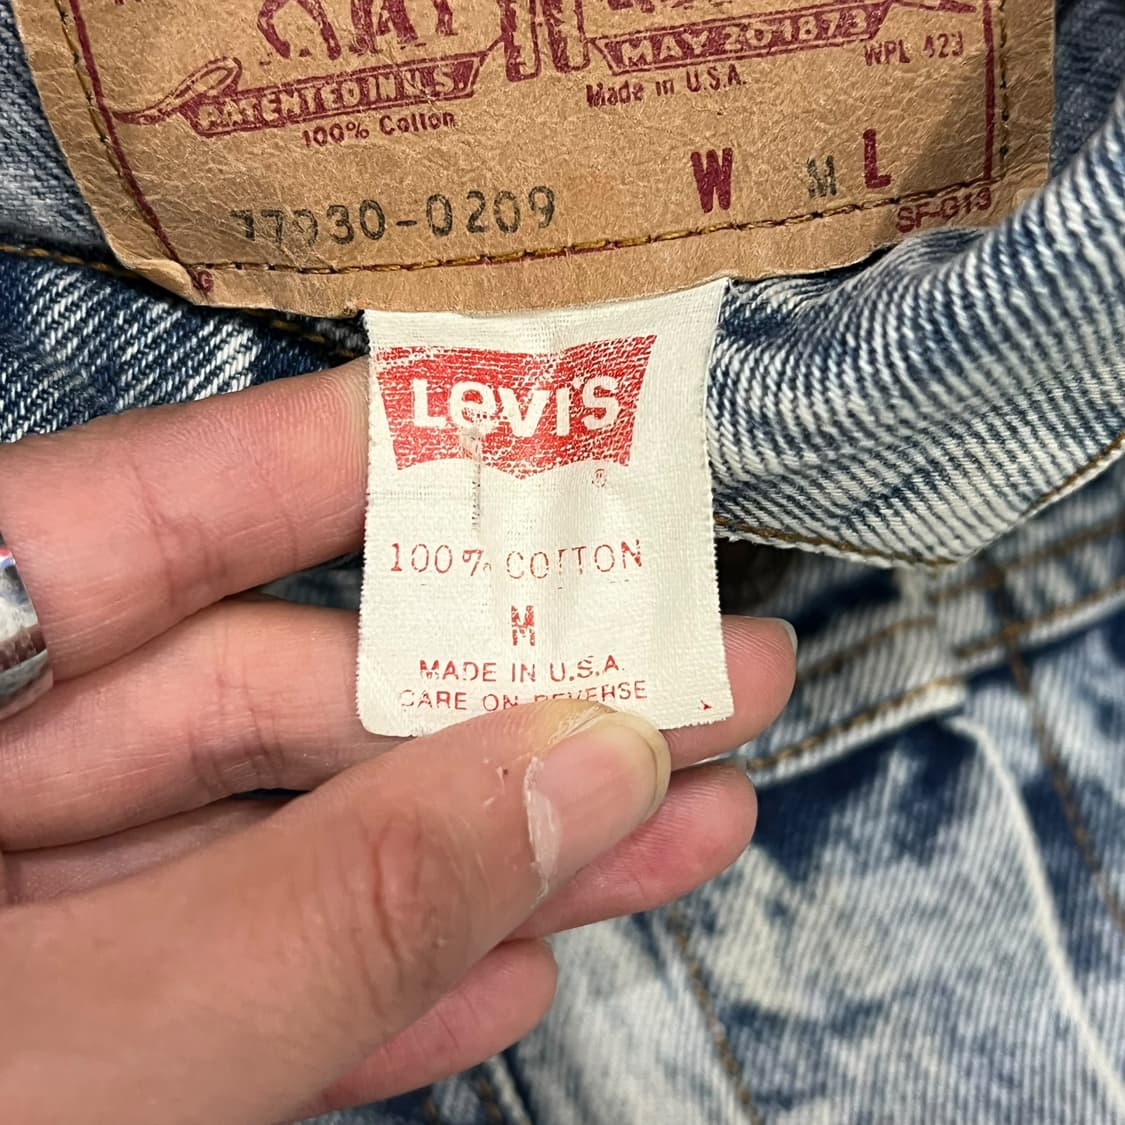 PATENTED IN U.S.
MAY 20 1873
WPL 423
100% Cotton
Made in U.S.A.
W M L
77930-0209
SF-G13
LEVI'S
®
100% COTTON
M
MADE IN U.S.A.
CARE ON REVERSE